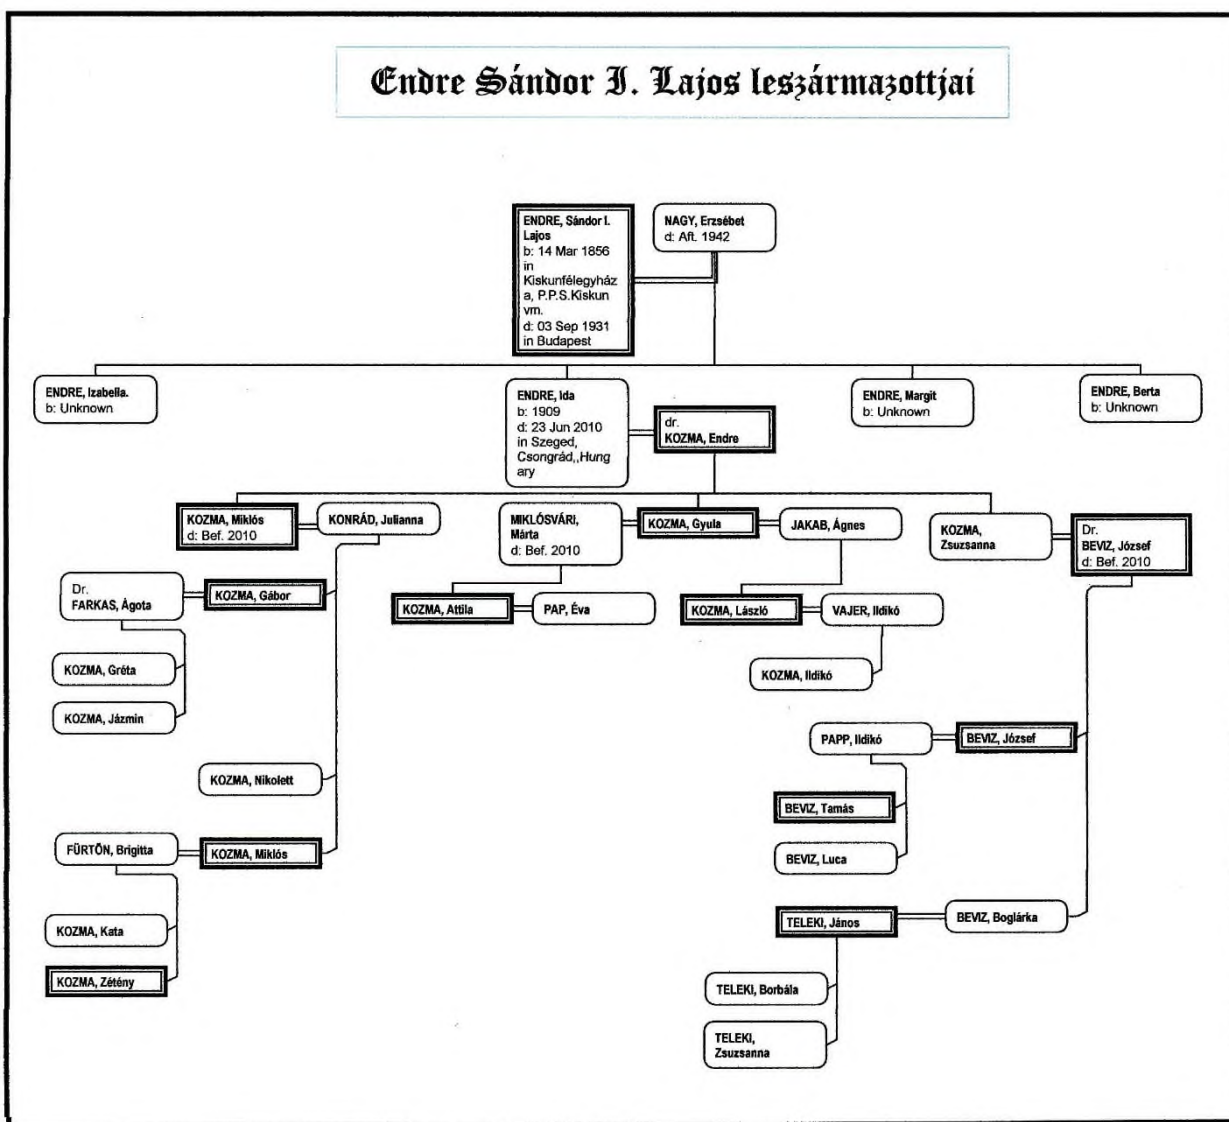 Endre Sándor I. Lajos leszármazottjai
ENDRE, Sándor I.
Lajos
b: 14 Mar 1856
in
Kiskunfélegyház
a, P.P.S.Kiskun
vm.
d: 03 Sep 1931
in Budapest
NAGY, Erzsébet
d: Aft. 1942
ENDRE, Izabella.
b: Unknown
ENDRE, Ida
b: 1909
d: 23 Jun 2010
in Szeged,
Csongrád,,Hung
ary
dr.
KOZMA, Endre
ENDRE, Margit
b: Unknown
ENDRE, Berta
b: Unknown
KOZMA, Miklós
d: Bef. 2010
KONRÁD, Julianna
MIKLÓSVÁRI,
Márta
d: Bef. 2010
KOZMA, Gyula
JAKAB, Ágnes
KOZMA,
Zsuzsanna
Dr.
BEVIZ, József
d: Bef. 2010
Dr.
FARKAS, Ágota
KOZMA, Gábor
KOZMA, Attila
PAP, Éva
KOZMA, László
VAJER, Ildikó
KOZMA, Gréta
KOZMA, Ildikó
KOZMA, Jázmin
PAPP, Ildikó
BEVIZ, József
KOZMA, Nikolett
BEVIZ, Tamás
FÜRTÖN, Brigitta
KOZMA, Miklós
BEVIZ, Luca
KOZMA, Kata
TELEKI, János
BEVIZ, Boglárka
KOZMA, Zétény
TELEKI, Borbála
TELEKI,
Zsuzsanna